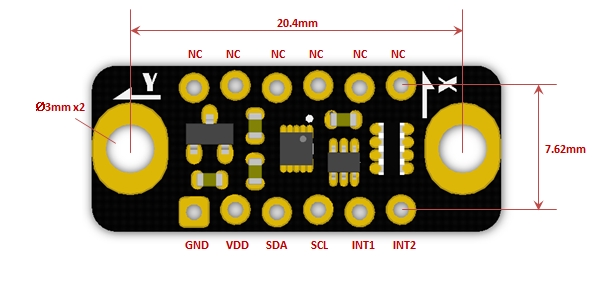 20.4mm
NC NC NC NC NC NC
Y X
Ø3mm x2
7.62mm
GND VDD SDA SCL INT1 INT2